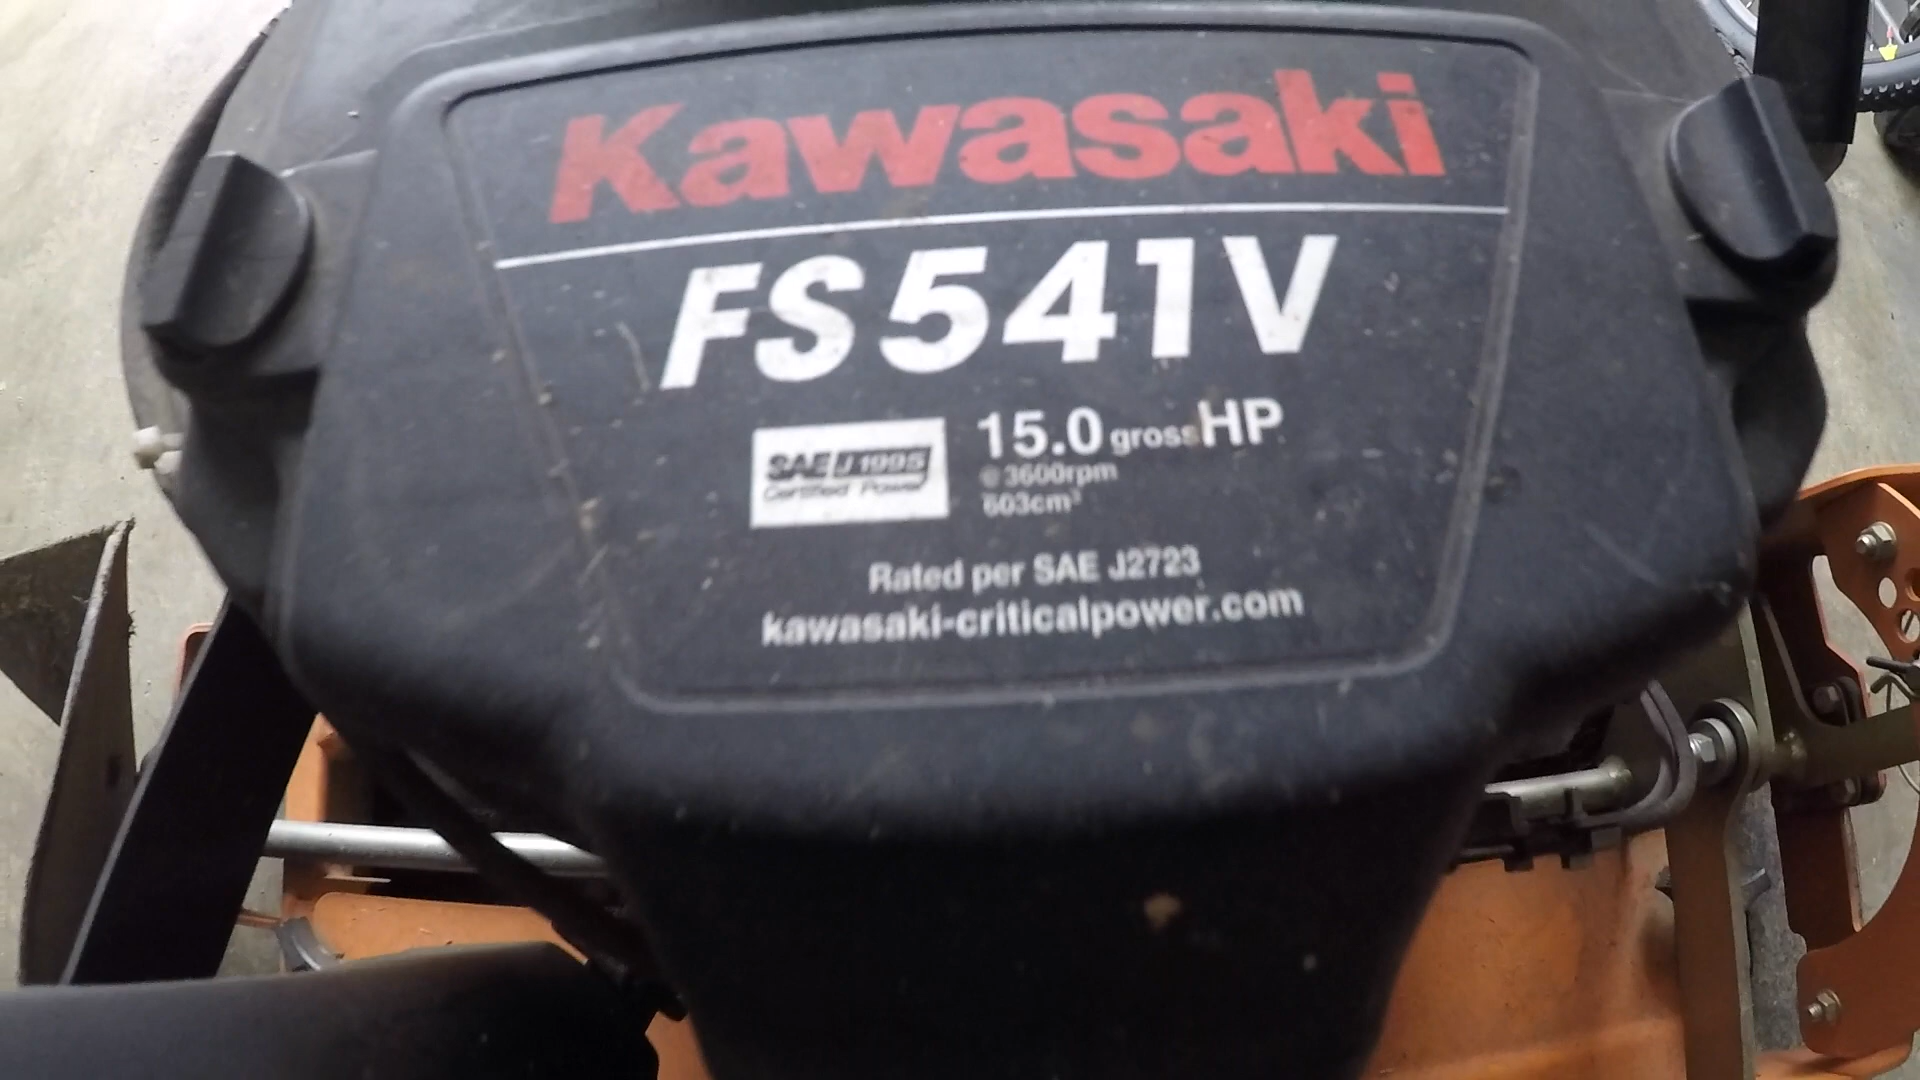 Kawasaki
FS541V
15.0 gross HP
@3600rpm
603cm³
SAE J1995
Certified Power
Rated per SAE J2723
kawasaki-criticalpower.com